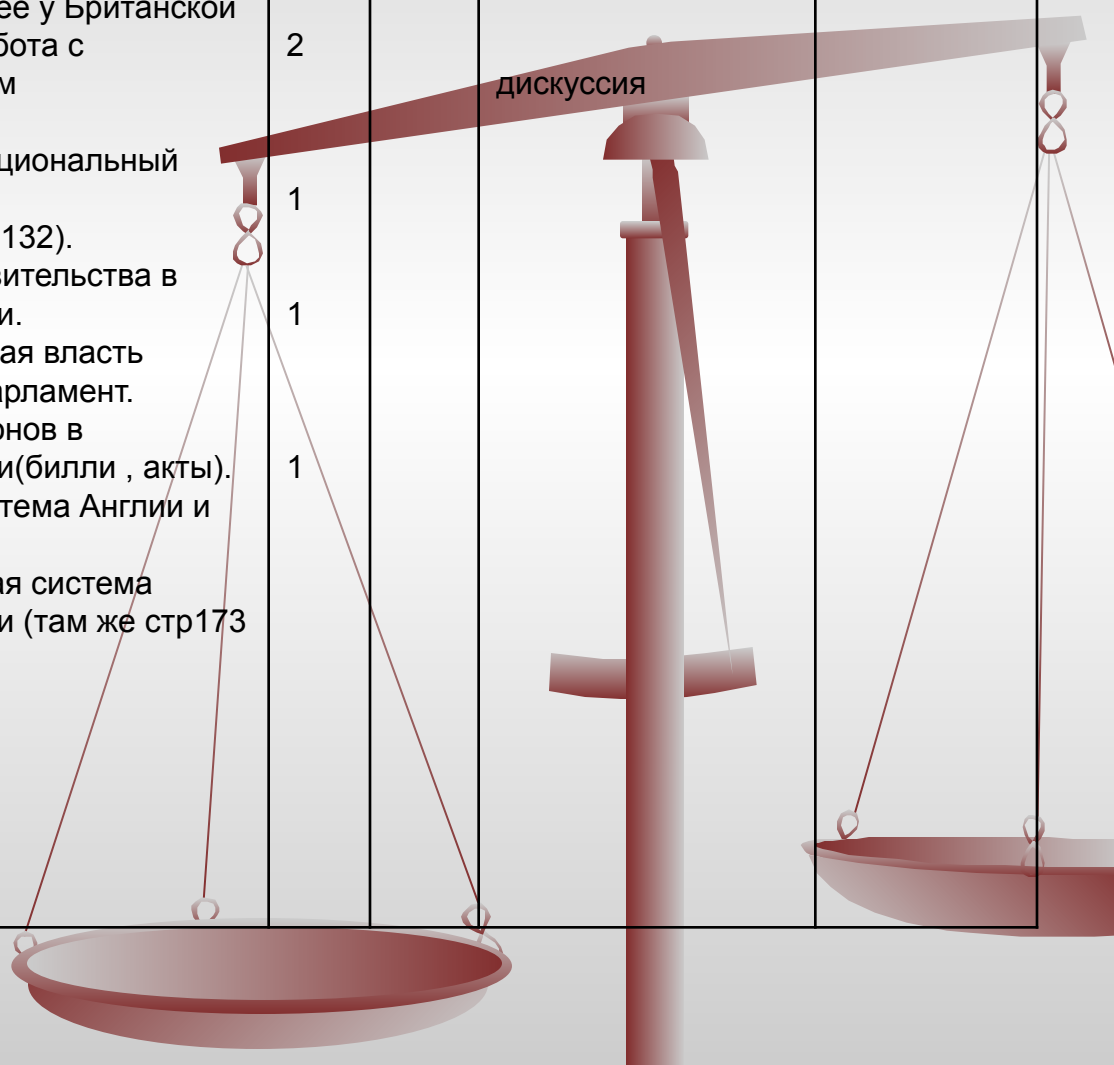 ее у Британской
бота с
2
м
дискуссия
циональный
1
132).
вительства в
и.
1
ая власть
арламент.
онов в
и(билли , акты).
1
тема Англии и
ая система
и (там же стр173